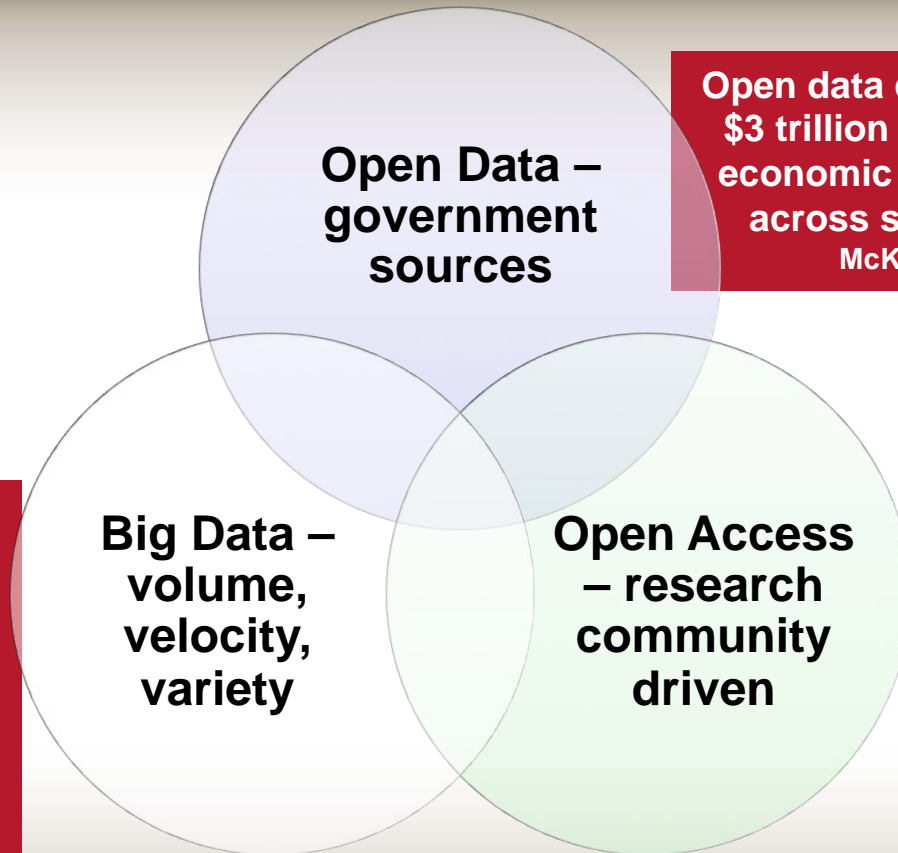 Open Data –
government
sources
Open data
$3 trillion
economic
across
Big Data –
volume,
velocity,
variety
Open Access
– research
community
driven